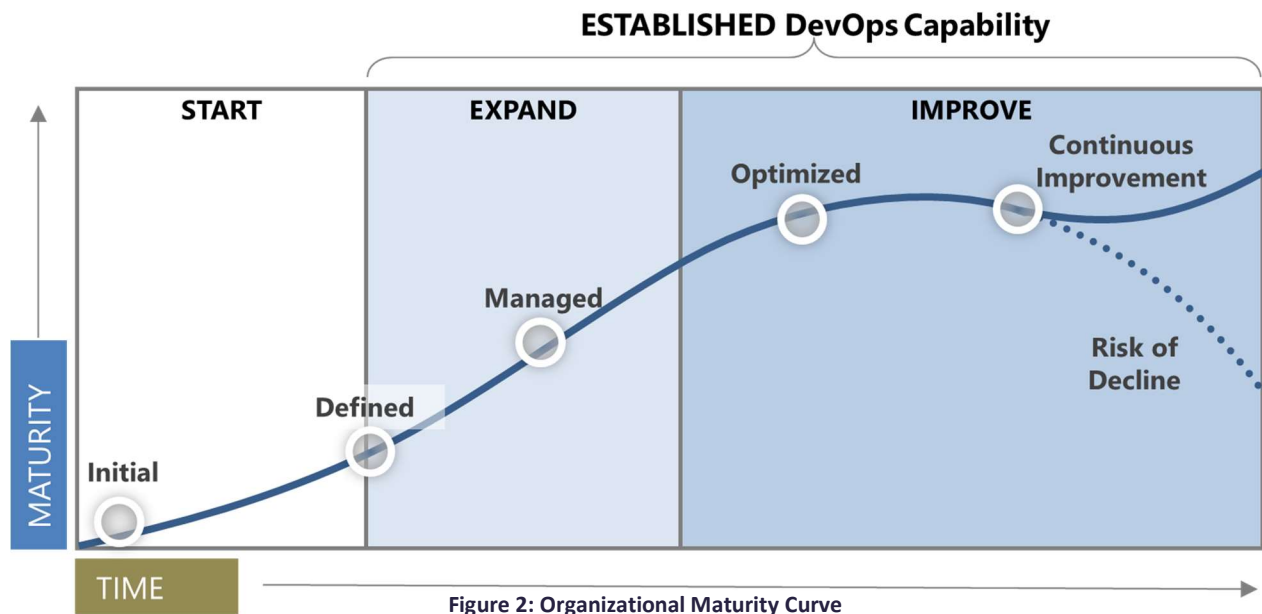 ESTABLISHED DevOps Capability
START
EXPAND
IMPROVE
Continuous
Improvement
Optimized
Managed
Risk of
Decline
Defined
Initial
MATURITY
TIME
Figure 2: Organizational Maturity Curve